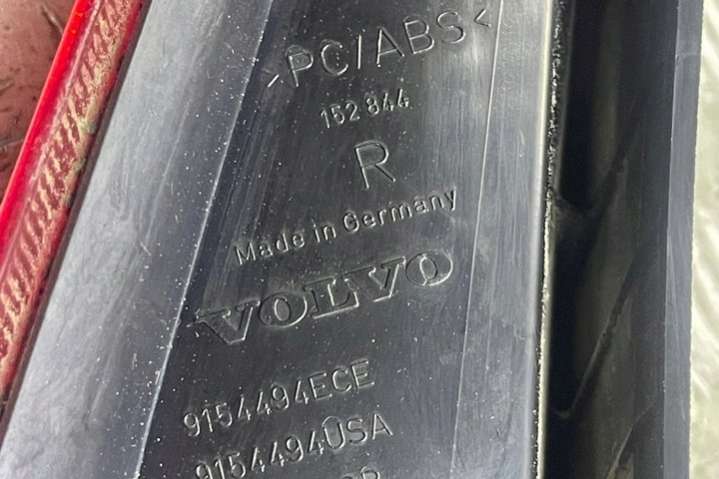 >PC/ABS<
152 844
R
Made in Germany
VOLVO
9154494ECE
9154494USA